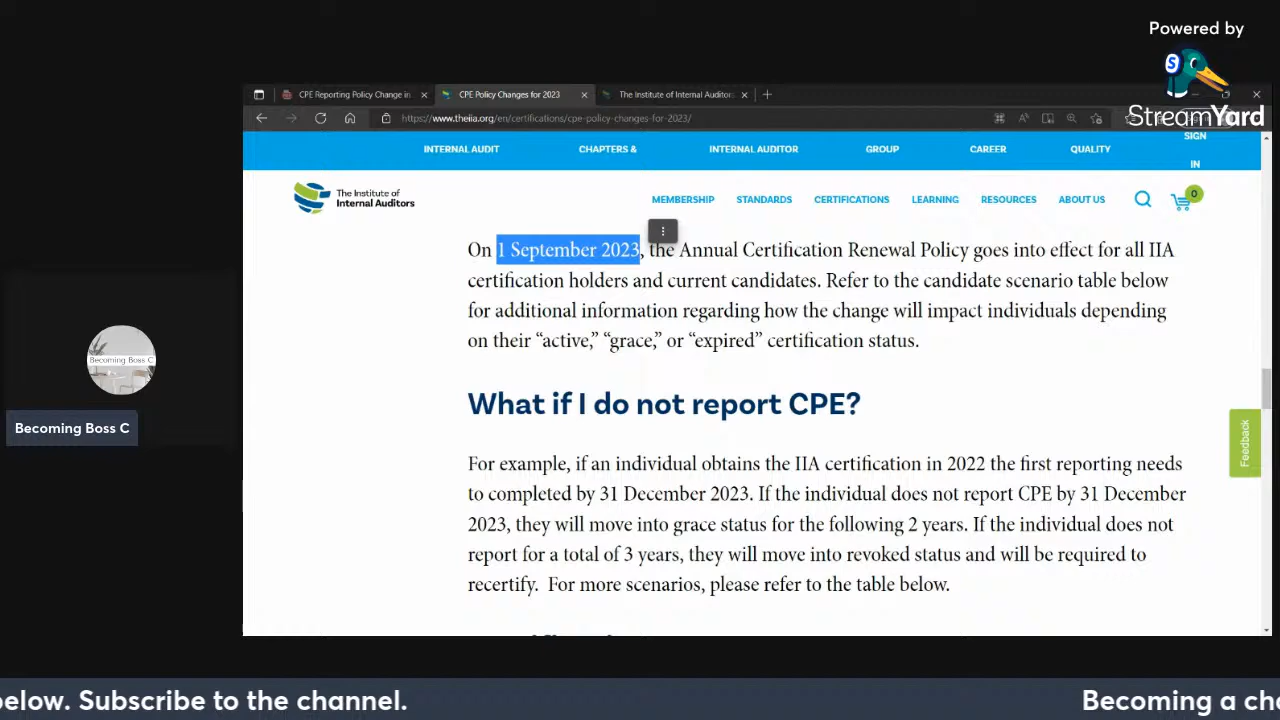 Powered by
S
StreamYard
CPE Reporting Policy Change in
CPE Policy Changes for 2023
The Institute of Internal Auditors
https://www.theiia.org/en/certifications/cpe-policy-changes-for-2023/
INTERNAL AUDIT
CHAPTERS &
INTERNAL AUDITOR
GROUP
CAREER
QUALITY
SIGN
IN
The Institute of
Internal Auditors
MEMBERSHIP
STANDARDS
CERTIFICATIONS
LEARNING
RESOURCES
ABOUT US
0
On 1 September 2023, the Annual Certification Renewal Policy goes into effect for all IIA
certification holders and current candidates. Refer to the candidate scenario table below
for additional information regarding how the change will impact individuals depending
on their “active,” “grace,” or “expired” certification status.
What if I do not report CPE?
For example, if an individual obtains the IIA certification in 2022 the first reporting needs
to completed by 31 December 2023. If the individual does not report CPE by 31 December
2023, they will move into grace status for the following 2 years. If the individual does not
report for a total of 3 years, they will move into revoked status and will be required to
recertify. For more scenarios, please refer to the table below.
Feedback
Becoming Boss C
Becoming Boss C
below. Subscribe to the channel.
Becoming a cha